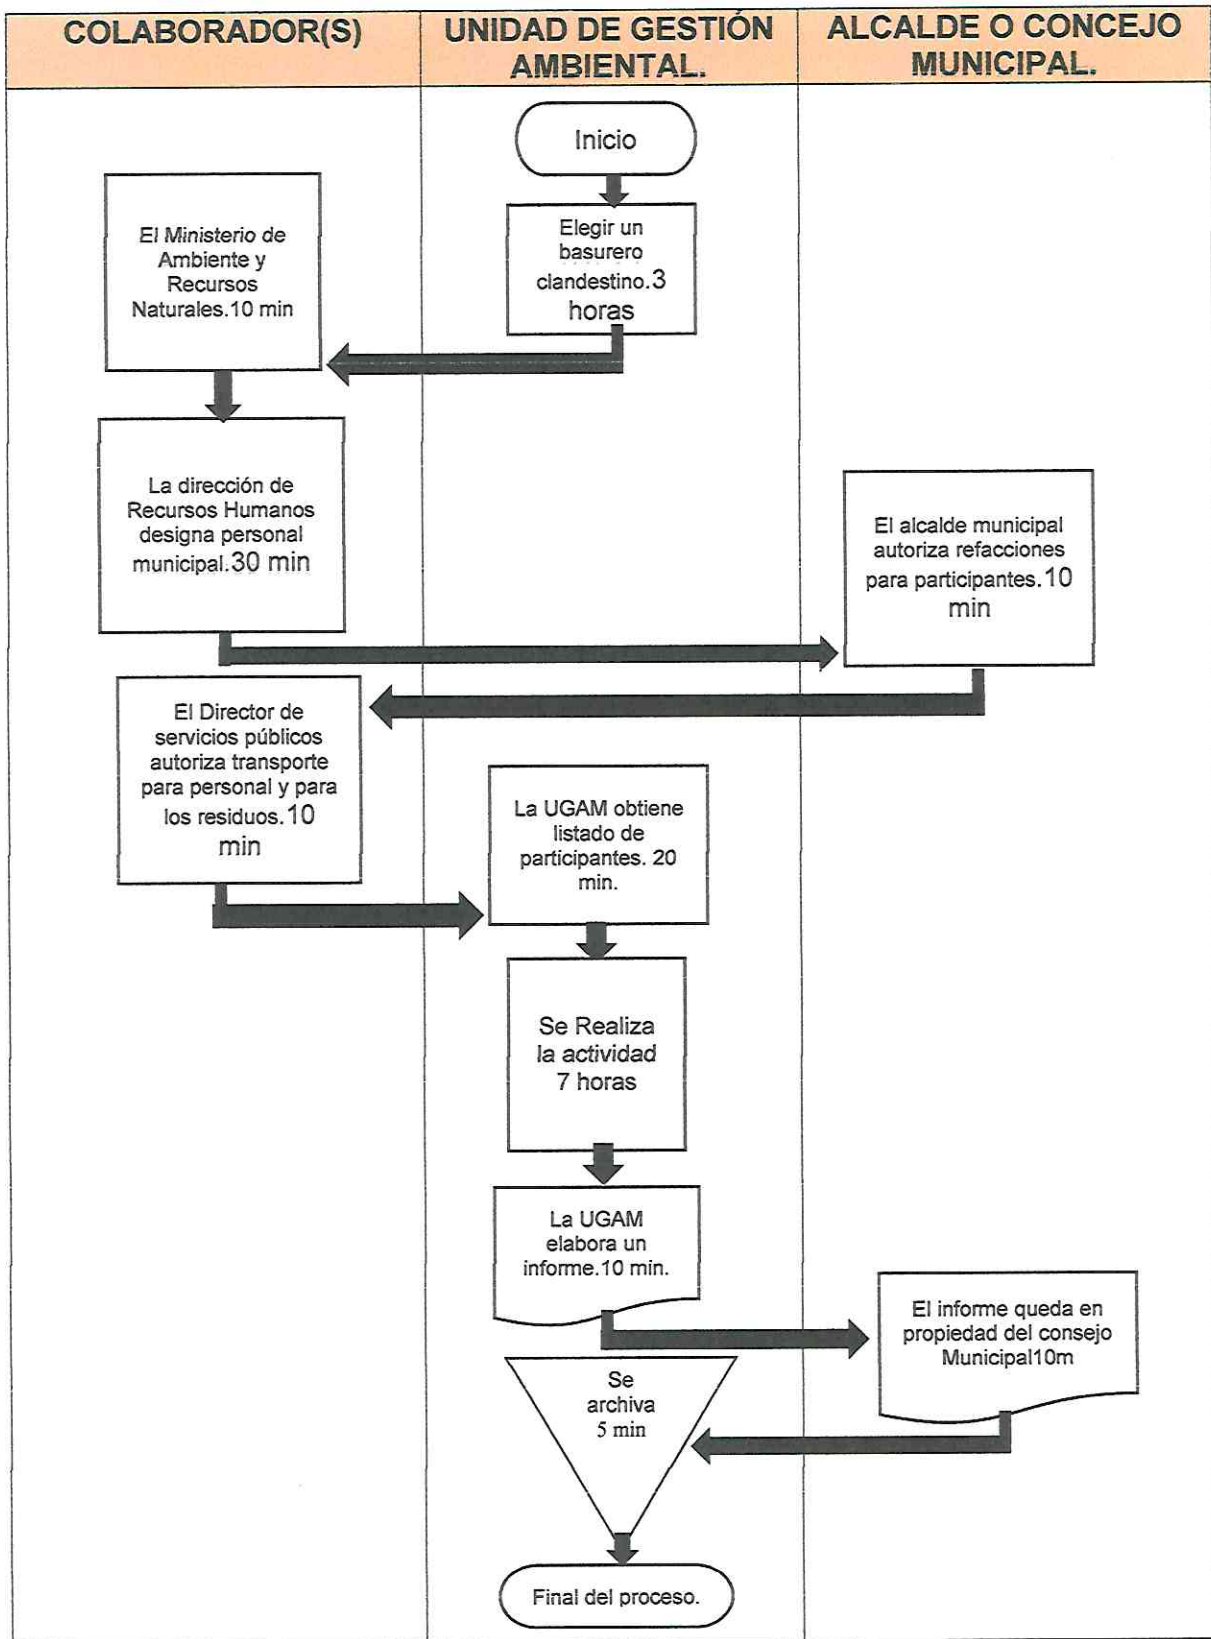 COLABORADOR(S)
UNIDAD DE GESTIÓN
AMBIENTAL.
ALCALDE O CONCEJO
MUNICIPAL.
Inicio
Elegir un
basurero
clandestino.3
horas
El Ministerio de
Ambiente y
Recursos
Naturales.10 min
La dirección de
Recursos Humanos
designa personal
municipal.30 min
El alcalde municipal
autoriza refacciones
para participantes.10
min
El Director de
servicios públicos
autoriza transporte
para personal y para
los residuos.10
min
La UGAM obtiene
listado de
participantes. 20
min.
Se Realiza
la actividad
7 horas
La UGAM
elabora un
informe.10 min.
El informe queda en
propiedad del consejo
Municipal10m
Se
archiva
5 min
Final del proceso.